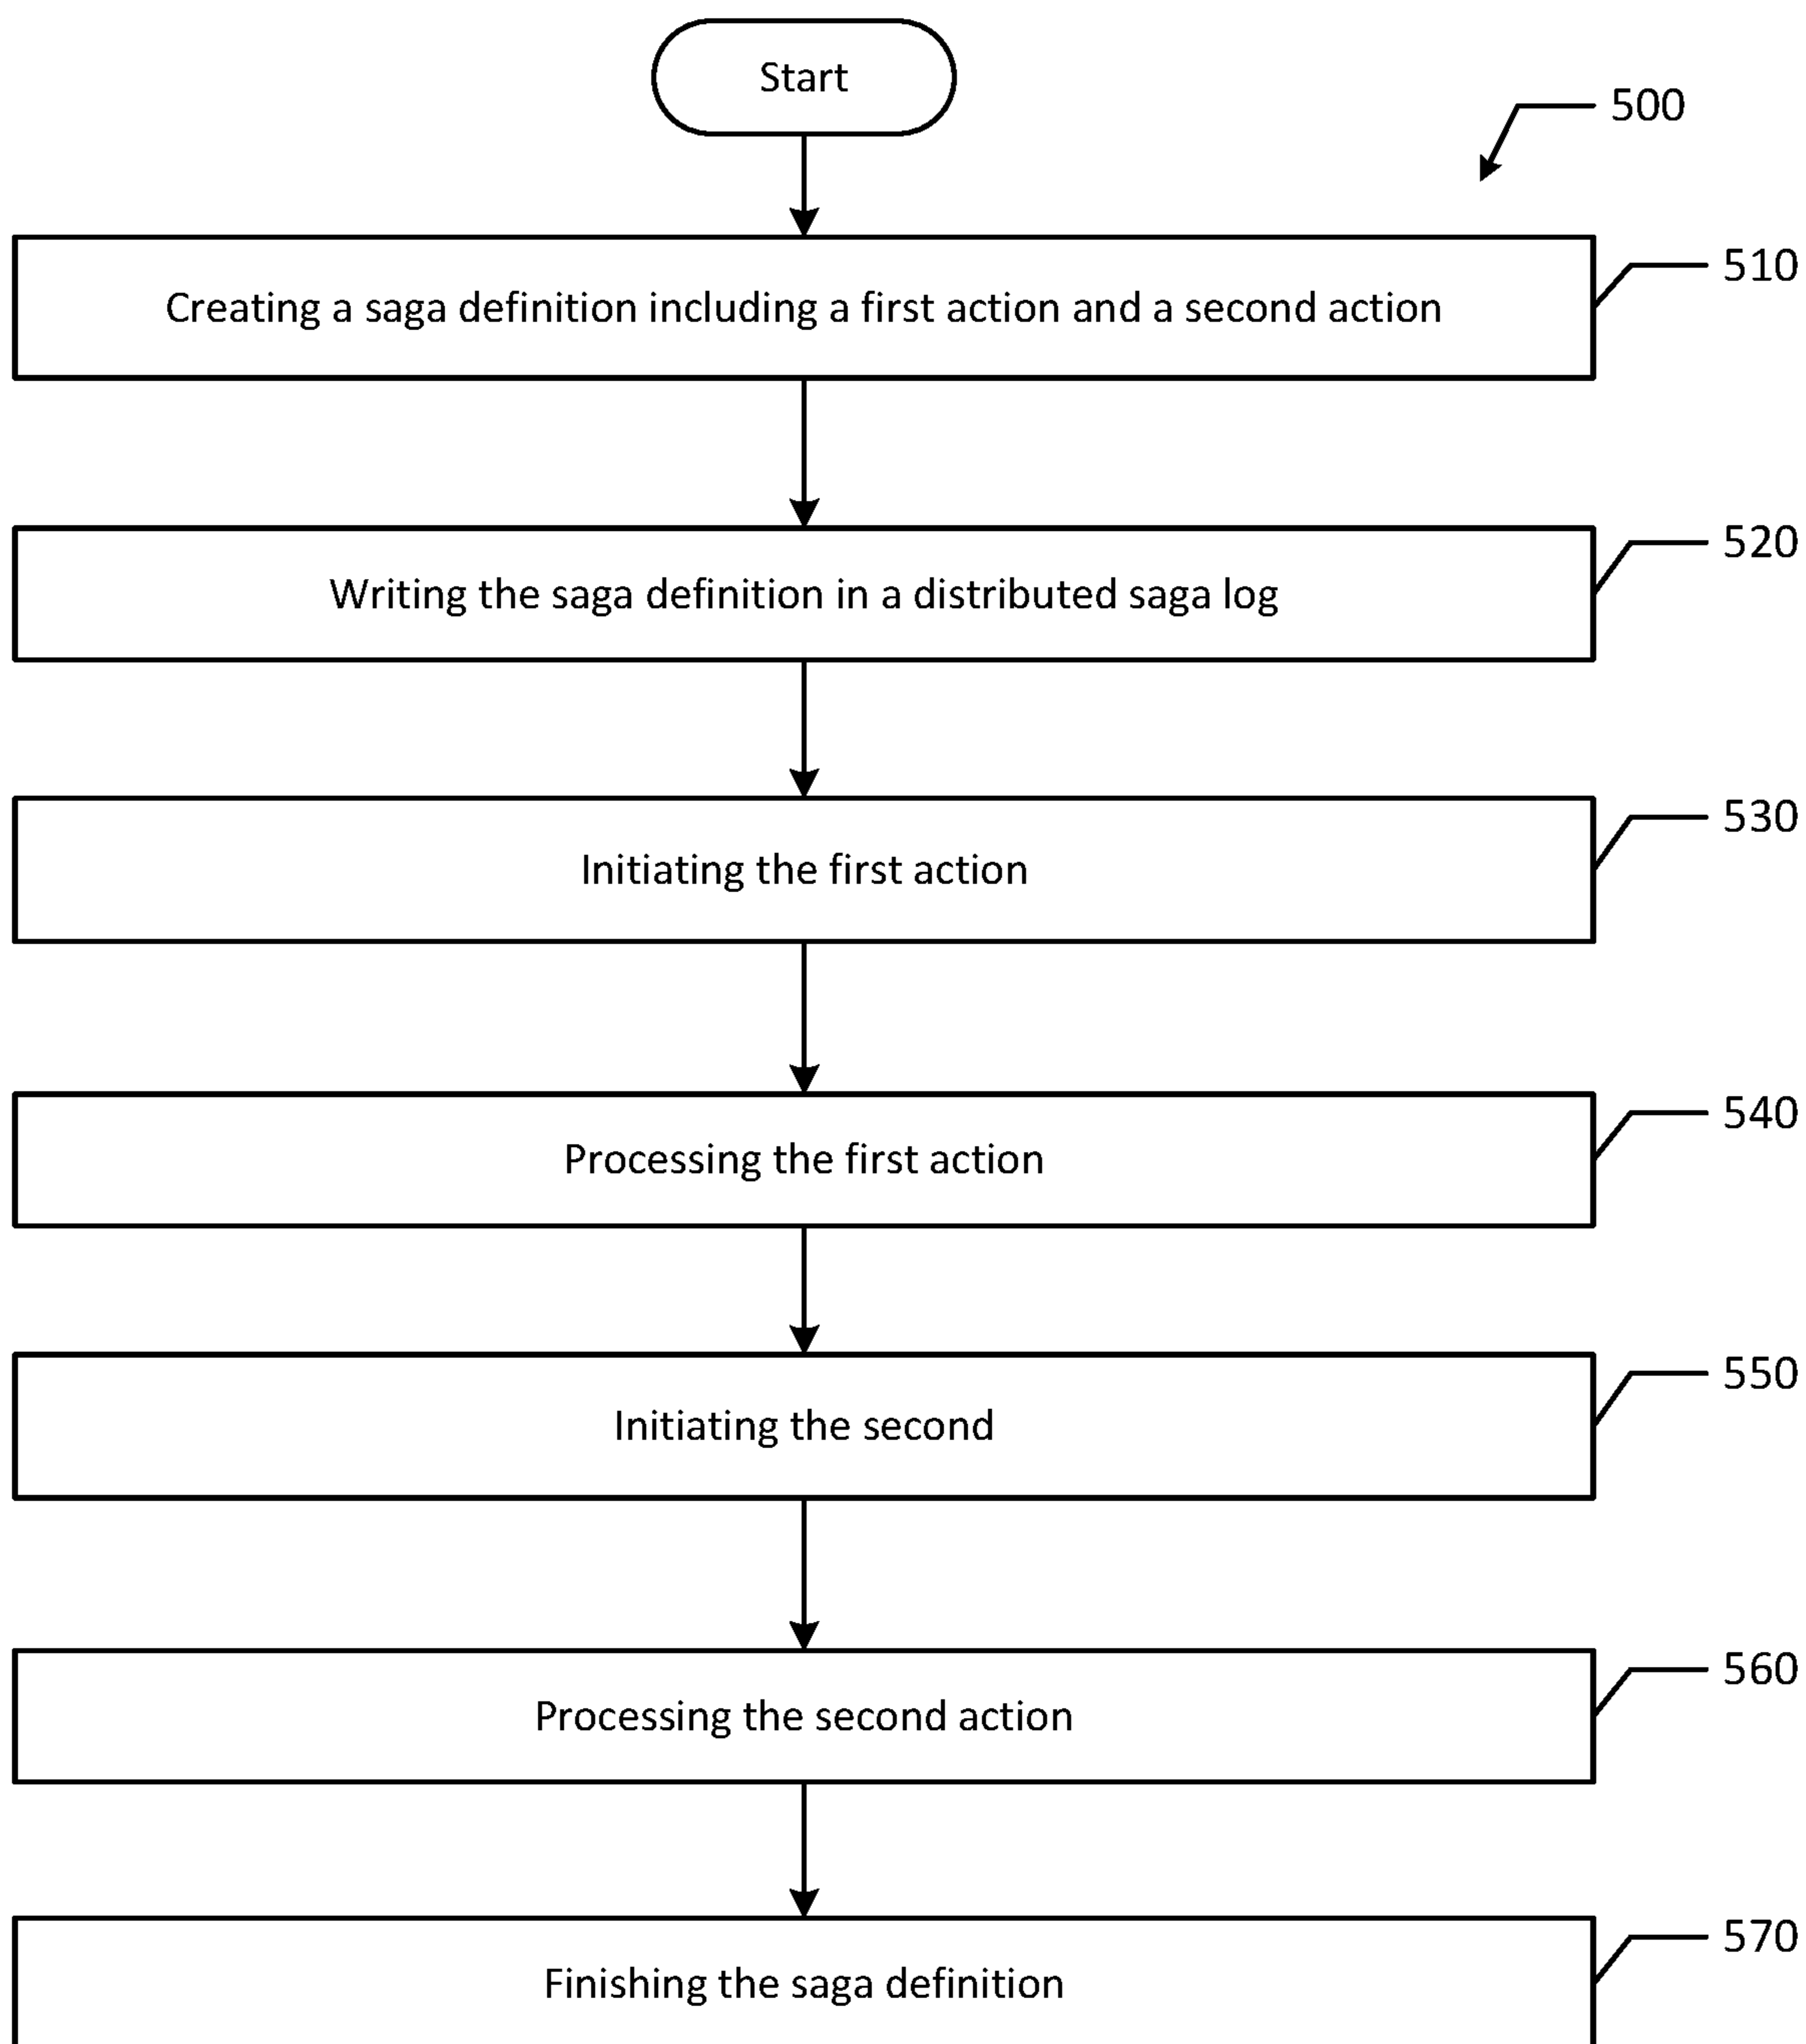 Start
500
Creating a saga definition including a first action and a second action
510
Writing the saga definition in a distributed saga log
520
Initiating the first action
530
Processing the first action
540
Initiating the second
550
Processing the second action
560
Finishing the saga definition
570